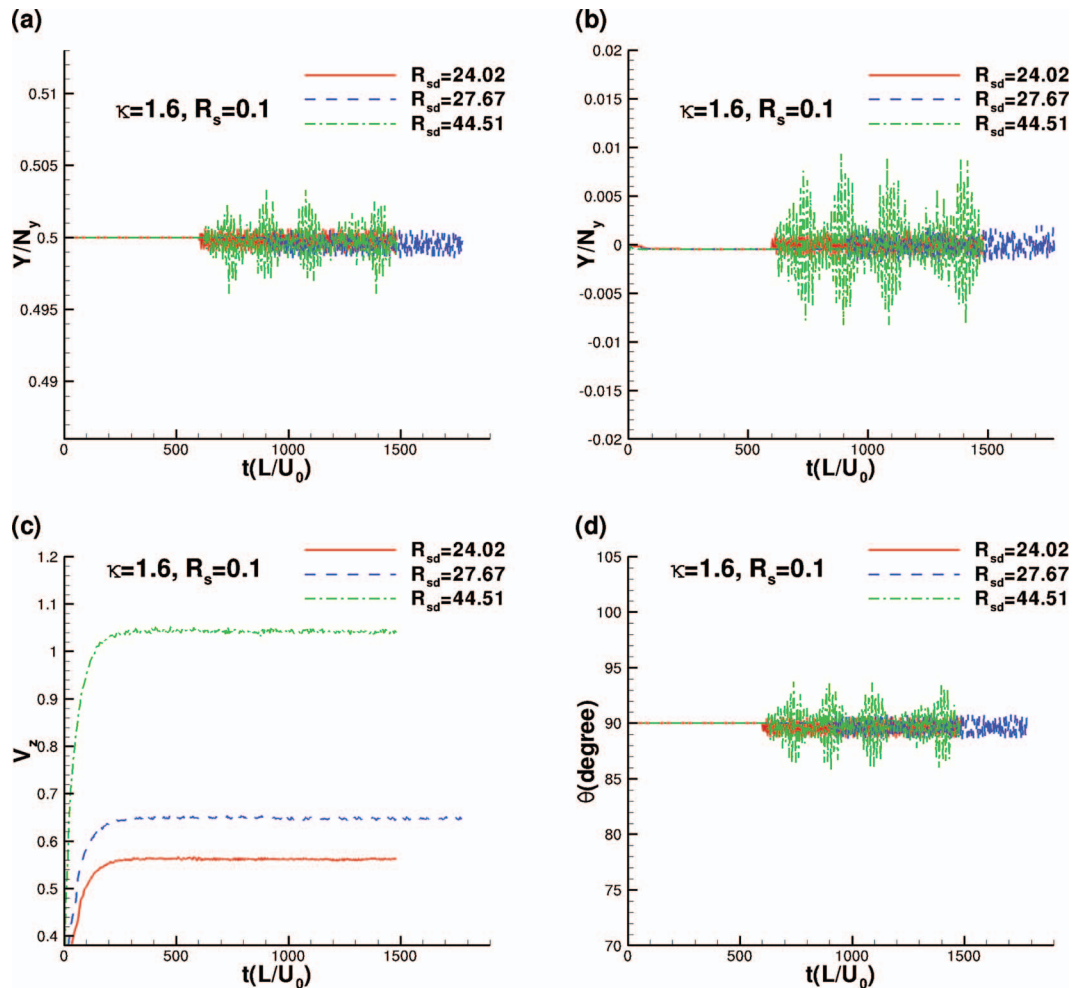 (a)
0.51
0.505
0.5
0.495
0.49
Y/N_y
κ=1.6, R_s=0.1
R_sd=24.02
R_sd=27.67
R_sd=44.51
0
500
1000
1500
t(L/U_0)
(b)
0.02
0.015
0.01
0.005
0
-0.005
-0.01
-0.015
-0.02
Y/N_y
κ=1.6, R_s=0.1
R_sd=24.02
R_sd=27.67
R_sd=44.51
0
500
1000
1500
t(L/U_0)
(c)
1.2
1.1
1
0.9
0.8
0.7
0.6
0.5
0.4
V_z
κ=1.6, R_s=0.1
R_sd=24.02
R_sd=27.67
R_sd=44.51
0
500
1000
1500
t(L/U_0)
(d)
105
100
95
90
85
80
75
70
θ(degree)
κ=1.6, R_s=0.1
R_sd=24.02
R_sd=27.67
R_sd=44.51
0
500
1000
1500
t(L/U_0)